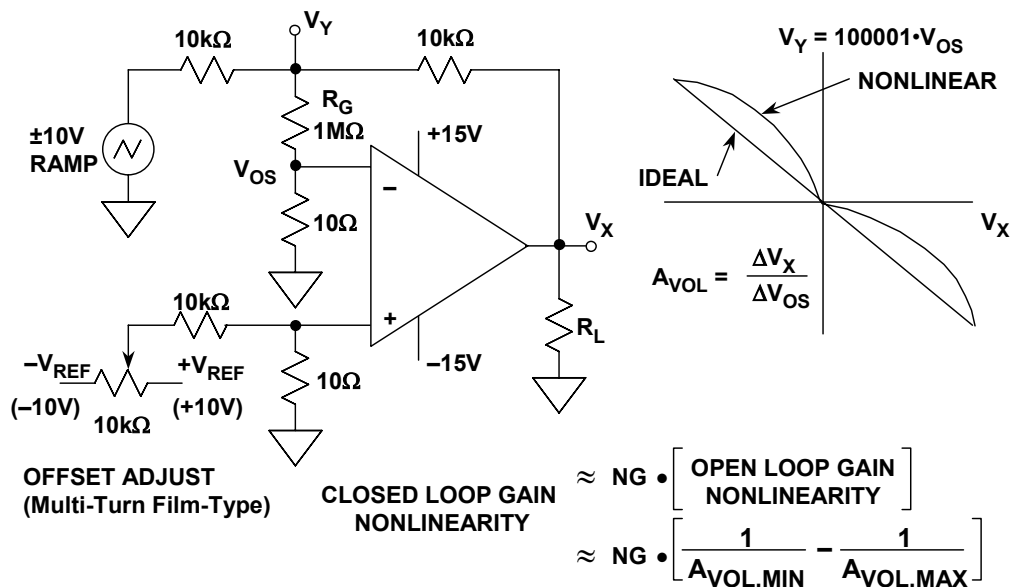 V_Y
10kΩ
10kΩ
R_G
1MΩ
±10V
RAMP
V_OS
+15V
–
10Ω
V_X
+
–15V
R_L
10kΩ
10Ω
–V_REF
(–10V)
+V_REF
(+10V)
10kΩ
OFFSET ADJUST
(Multi-Turn Film-Type)
V_Y = 100001•V_OS
NONLINEAR
IDEAL
V_X
A_VOL = ΔV_X / ΔV_OS
CLOSED LOOP GAIN
NONLINEARITY
≈ NG • [ OPEN LOOP GAIN
NONLINEARITY ]
≈ NG • [ 1 / A_VOL,MIN – 1 / A_VOL,MAX ]